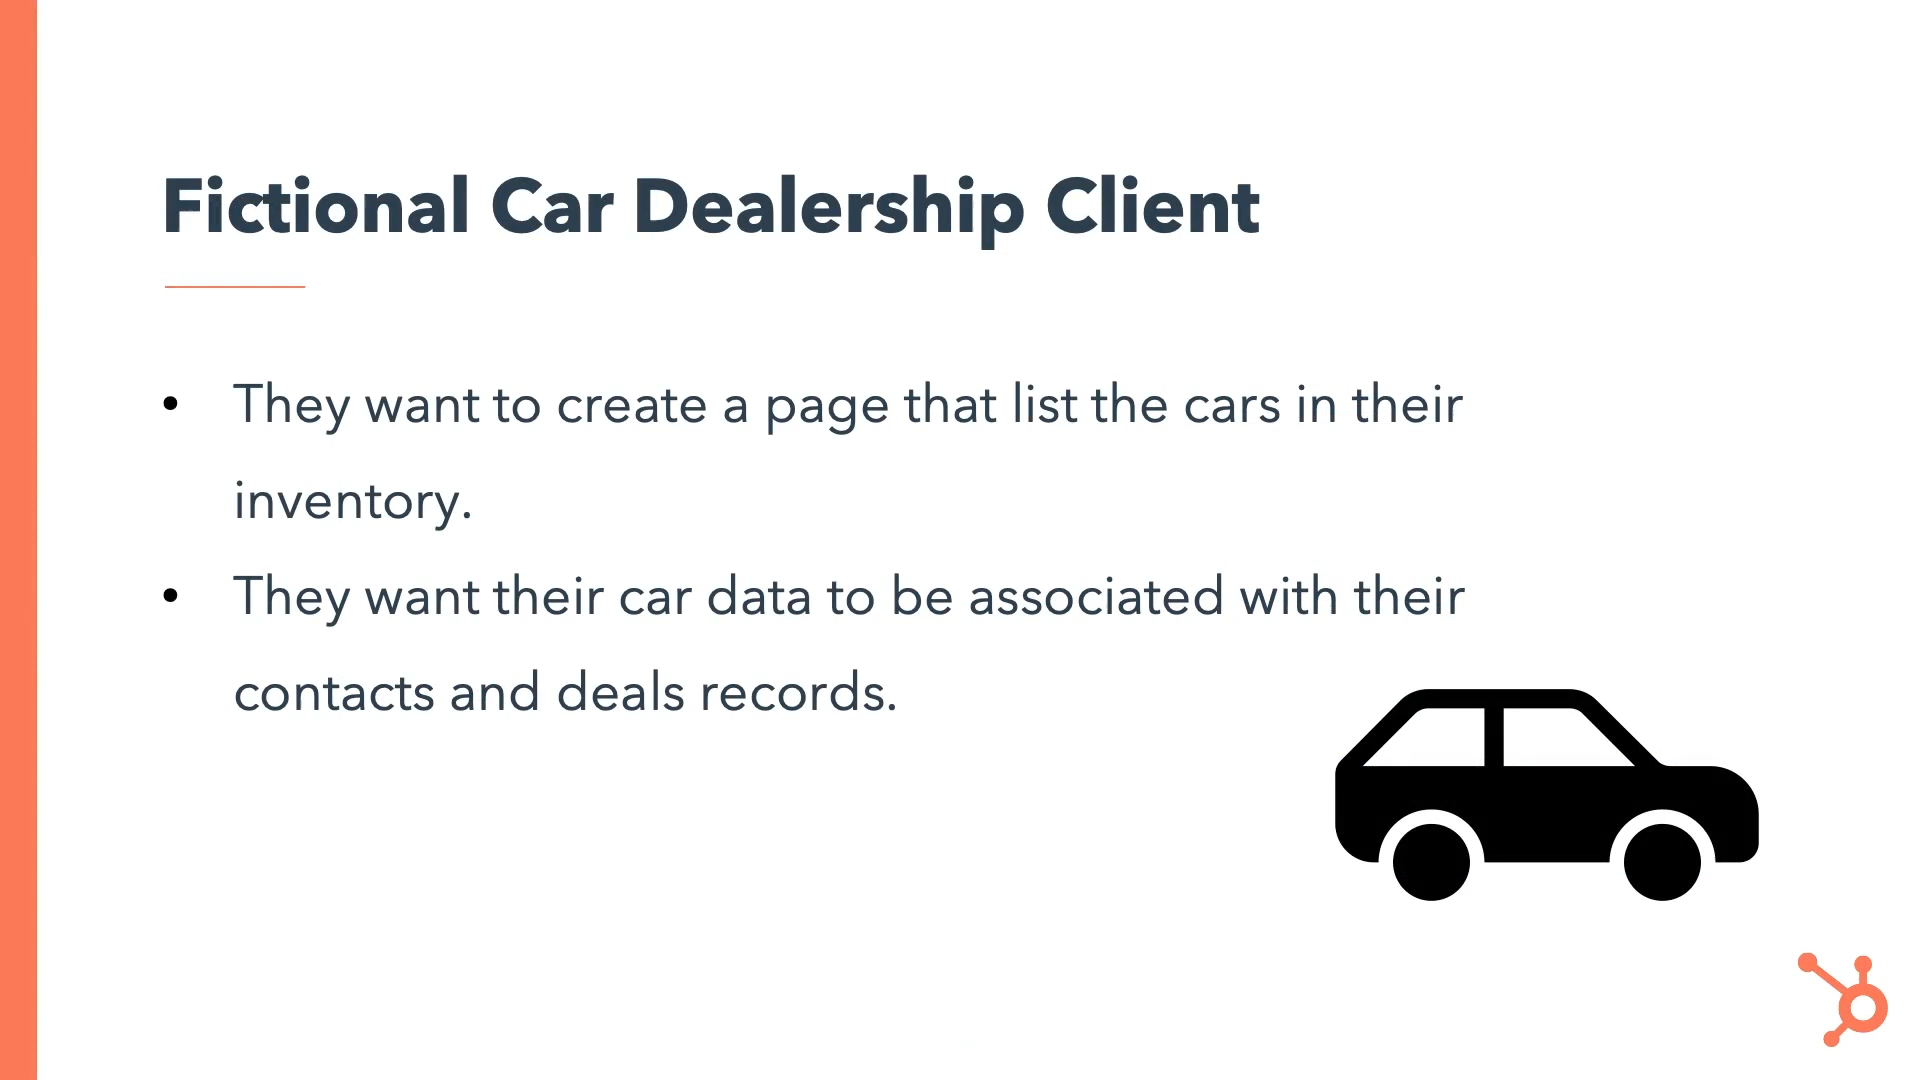 Fictional Car Dealership Client
• They want to create a page that list the cars in their
inventory.
• They want their car data to be associated with their
contacts and deals records.